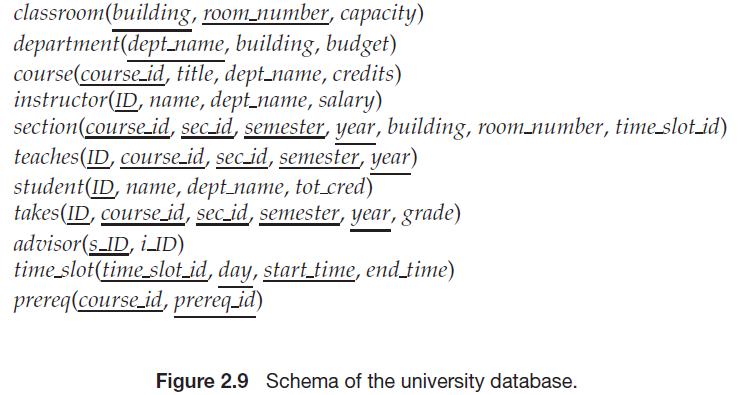 classroom(building, room_number, capacity)
department(dept_name, building, budget)
course(course_id, title, dept_name, credits)
instructor(ID, name, dept_name, salary)
section(course_id, sec_id, semester, year, building, room_number, time_slot_id)
teaches(ID, course_id, sec_id, semester, year)
student(ID, name, dept_name, tot_cred)
takes(ID, course_id, sec_id, semester, year, grade)
advisor(s_ID, i_ID)
time_slot(time_slot_id, day, start_time, end_time)
prereq(course_id, prereq_id)
Figure 2.9 Schema of the university database.